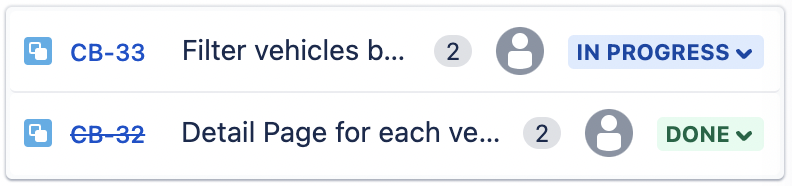 CB-33 Filter vehicles b... 2 IN PROGRESS
CB-32 Detail Page for each ve... 2 DONE